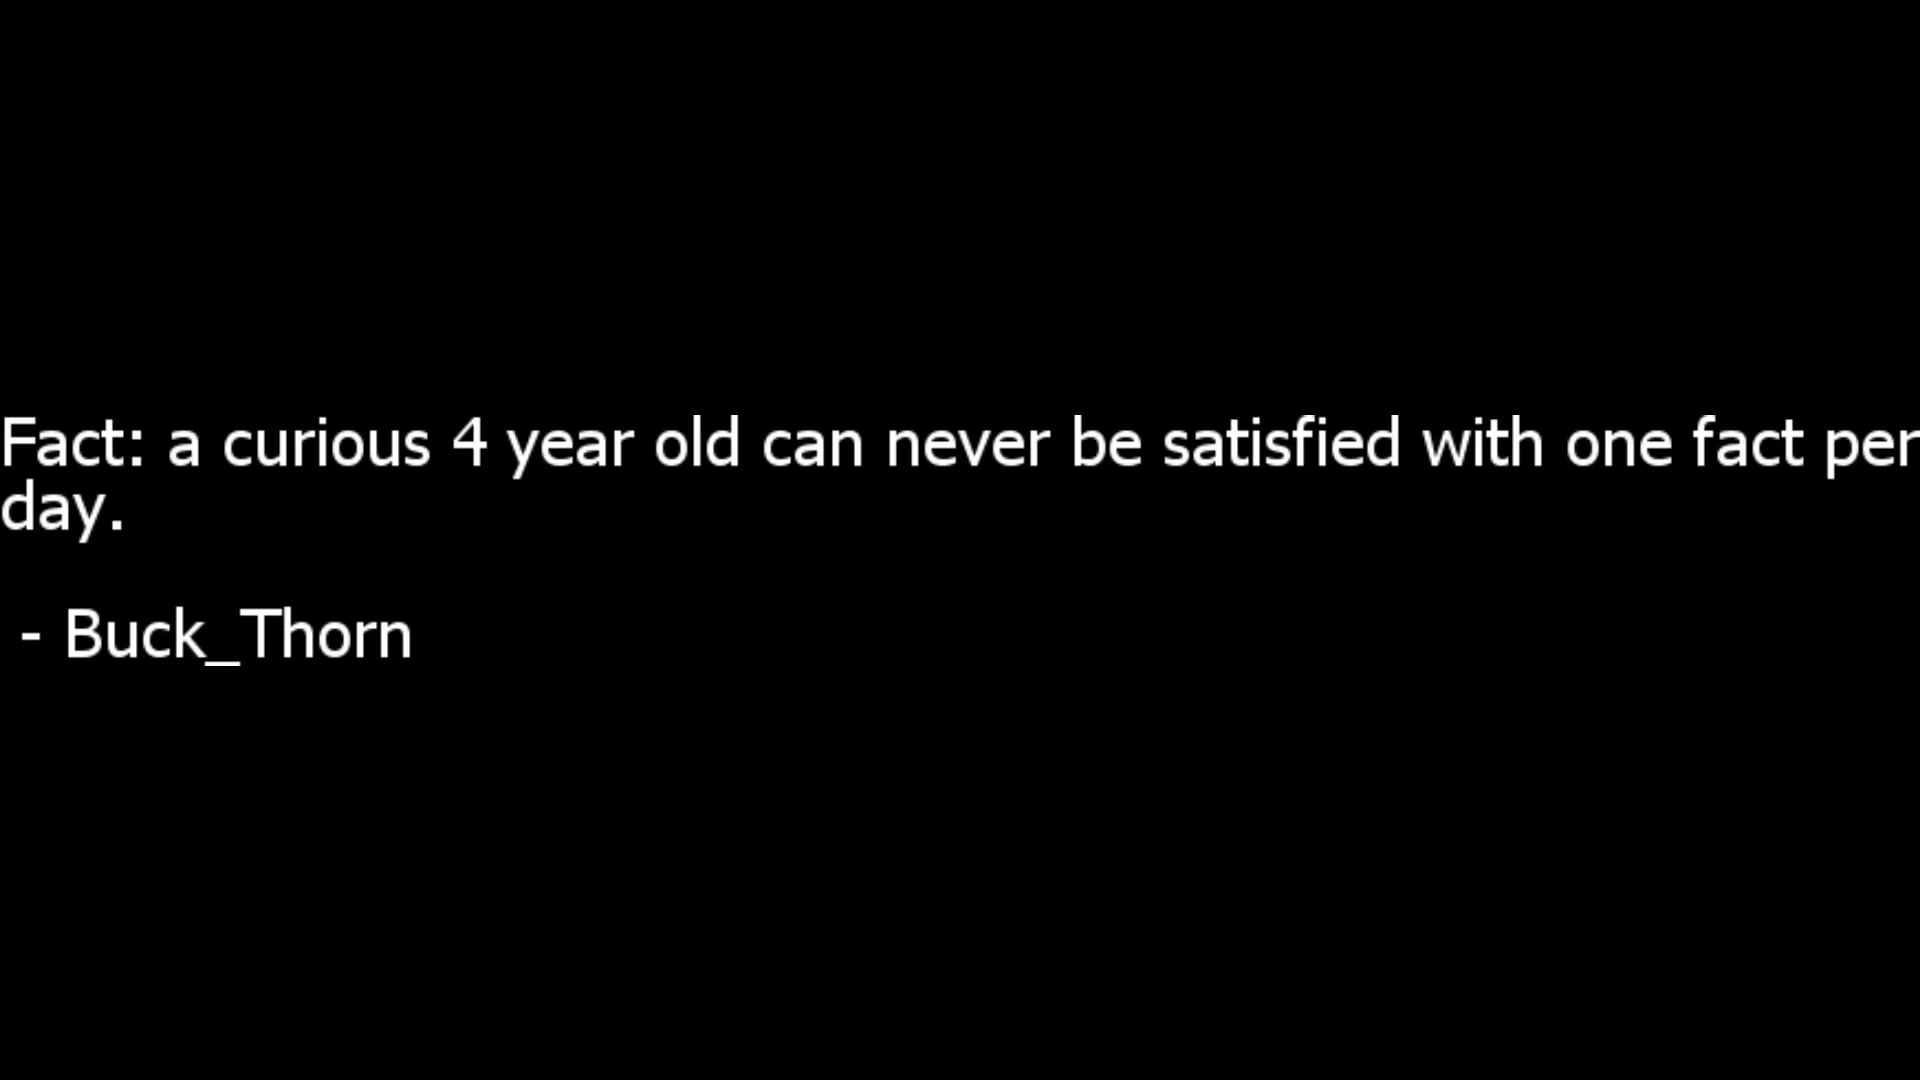 Fact: a curious 4 year old can never be satisfied with one fact per
day.
- Buck_Thorn